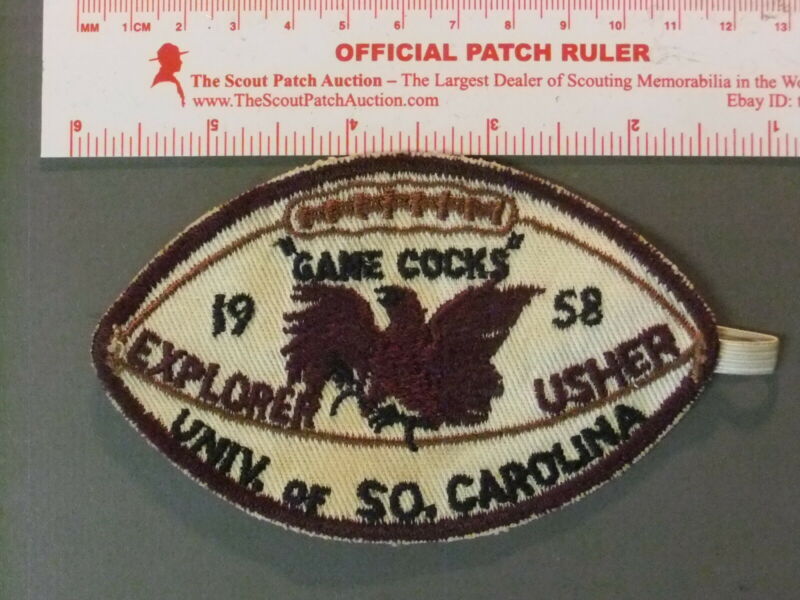 MM 1CM 2 3 4 5 6 7 8 9 10 11 12 13
OFFICIAL PATCH RULER
The Scout Patch Auction – The Largest Dealer of Scouting Memorabilia in the
www.TheScoutPatchAuction.com Ebay ID:
6 5 4 3 2 1
"GAME COCKS"
19 58
EXPLORER USHER
UNIV. OF SO. CAROLINA